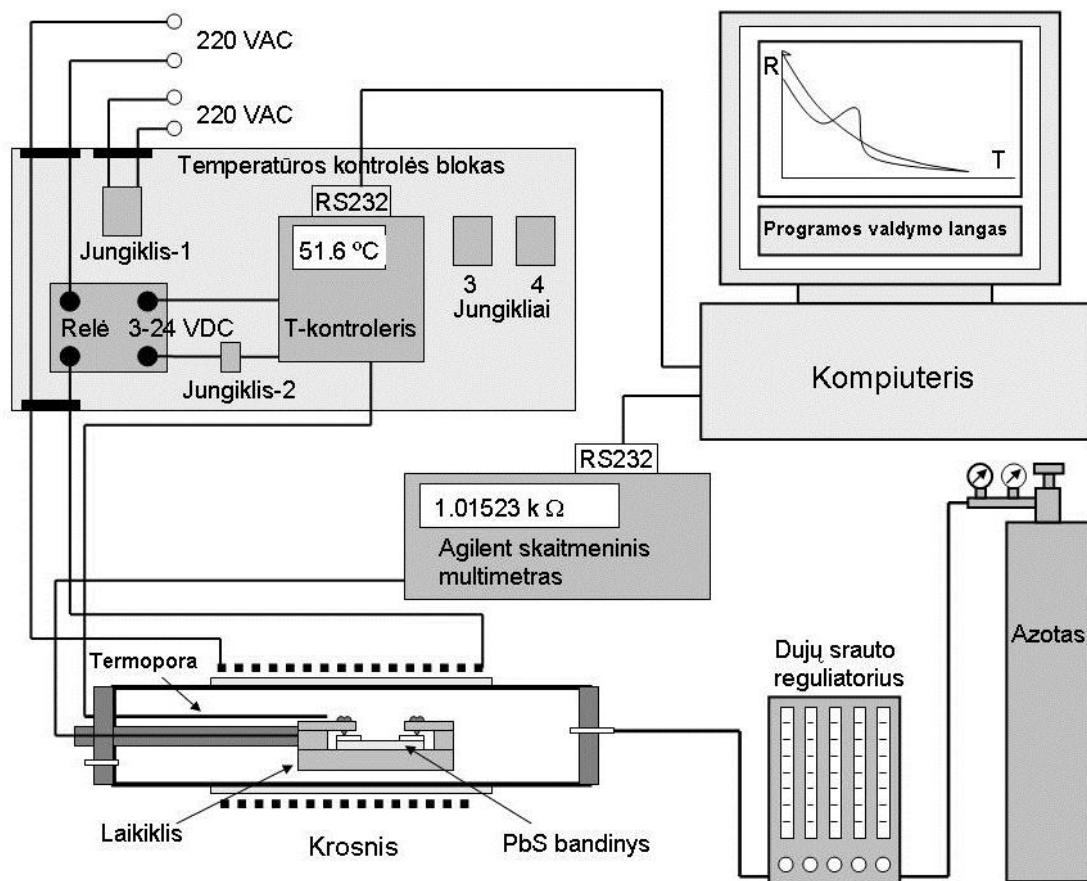 220 VAC
220 VAC
Temperatūros kontrolės blokas
RS232
Jungiklis-1
51.6 ºC
3
4
Jungikliai
Relė
3-24 VDC
T-kontroleris
Jungiklis-2
R
T
Programos valdymo langas
Kompiuteris
RS232
1.01523 k Ω
Agilent skaitmeninis
multimetras
Azotas
Dujų srauto
reguliatorius
Termopora
Laikiklis
Krosnis
PbS bandinys